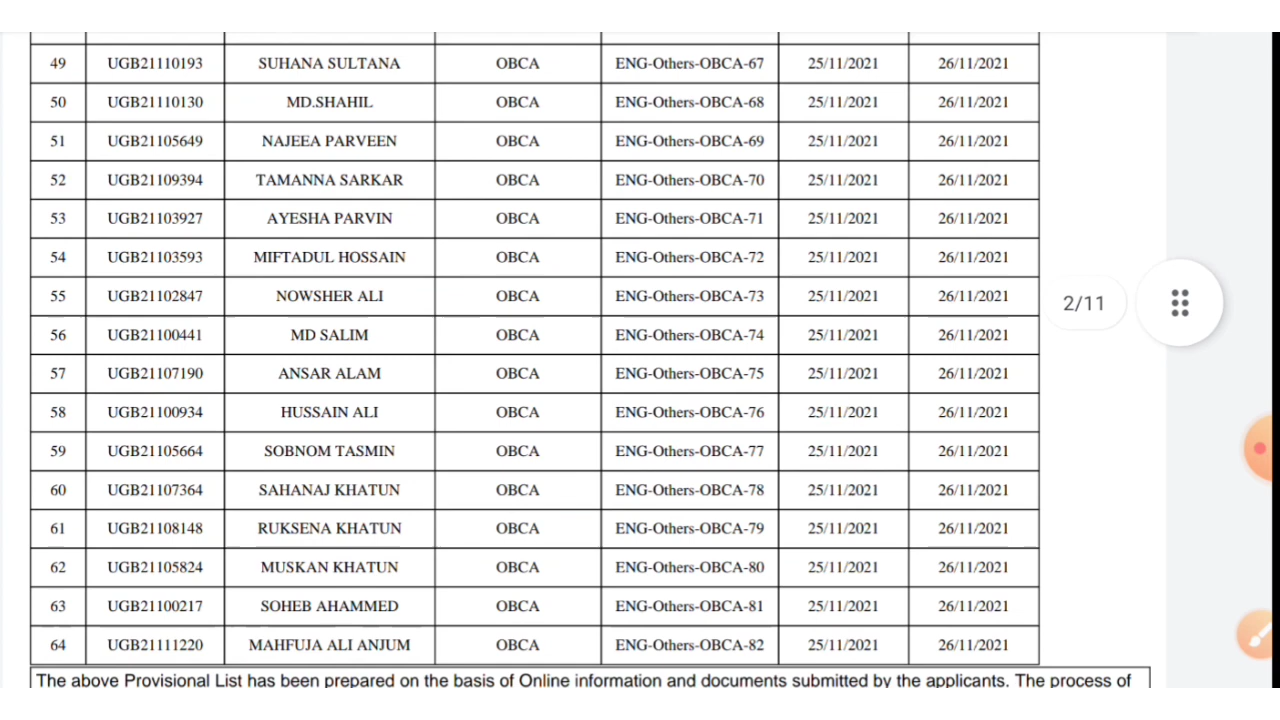 49 UGB21110193 SUHANA SULTANA OBCA ENG-Others-OBCA-67 25/11/2021 26/11/2021
50 UGB21110130 MD.SHAHIL OBCA ENG-Others-OBCA-68 25/11/2021 26/11/2021
51 UGB21105649 NAJEEA PARVEEN OBCA ENG-Others-OBCA-69 25/11/2021 26/11/2021
52 UGB21109394 TAMANNA SARKAR OBCA ENG-Others-OBCA-70 25/11/2021 26/11/2021
53 UGB21103927 AYESHA PARVIN OBCA ENG-Others-OBCA-71 25/11/2021 26/11/2021
54 UGB21103593 MIFTADUL HOSSAIN OBCA ENG-Others-OBCA-72 25/11/2021 26/11/2021
55 UGB21102847 NOWSHER ALI OBCA ENG-Others-OBCA-73 25/11/2021 26/11/2021
2/11
56 UGB21100441 MD SALIM OBCA ENG-Others-OBCA-74 25/11/2021 26/11/2021
57 UGB21107190 ANSAR ALAM OBCA ENG-Others-OBCA-75 25/11/2021 26/11/2021
58 UGB21100934 HUSSAIN ALI OBCA ENG-Others-OBCA-76 25/11/2021 26/11/2021
59 UGB21105664 SOBNOM TASMIN OBCA ENG-Others-OBCA-77 25/11/2021 26/11/2021
60 UGB21107364 SAHANAJ KHATUN OBCA ENG-Others-OBCA-78 25/11/2021 26/11/2021
61 UGB21108148 RUKSENA KHATUN OBCA ENG-Others-OBCA-79 25/11/2021 26/11/2021
62 UGB21105824 MUSKAN KHATUN OBCA ENG-Others-OBCA-80 25/11/2021 26/11/2021
63 UGB21100217 SOHEB AHAMMED OBCA ENG-Others-OBCA-81 25/11/2021 26/11/2021
64 UGB21111220 MAHFUJA ALI ANJUM OBCA ENG-Others-OBCA-82 25/11/2021 26/11/2021
The above Provisional List has been prepared on the basis of Online information and documents submitted by the applicants. The process of